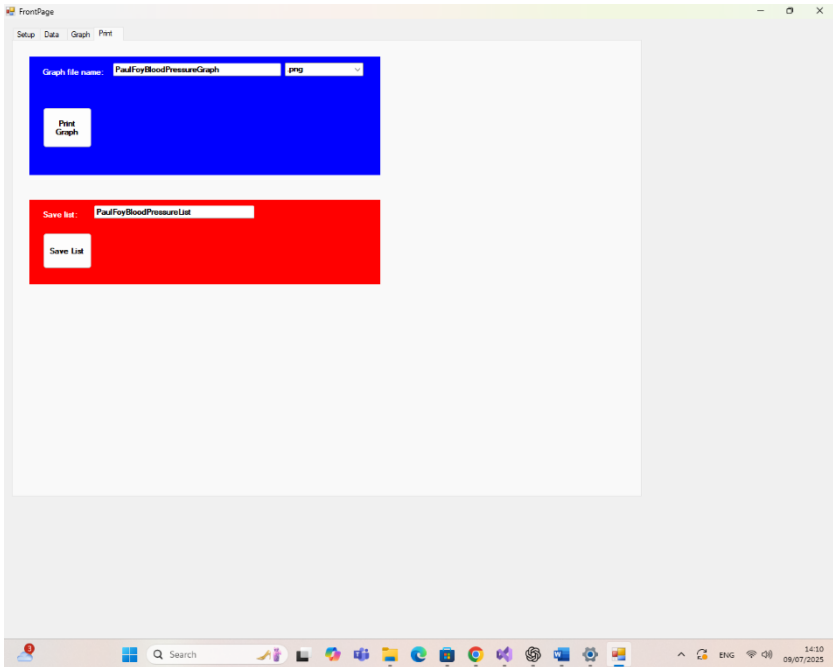 FrontPage
Setup Data Graph Print
Graph file name: PaulFoyBloodPressureGraph png
Print
Graph
Save list: PaulFoyBloodPressureList
Save List
3
Search
ENG
14:10
09/07/2025